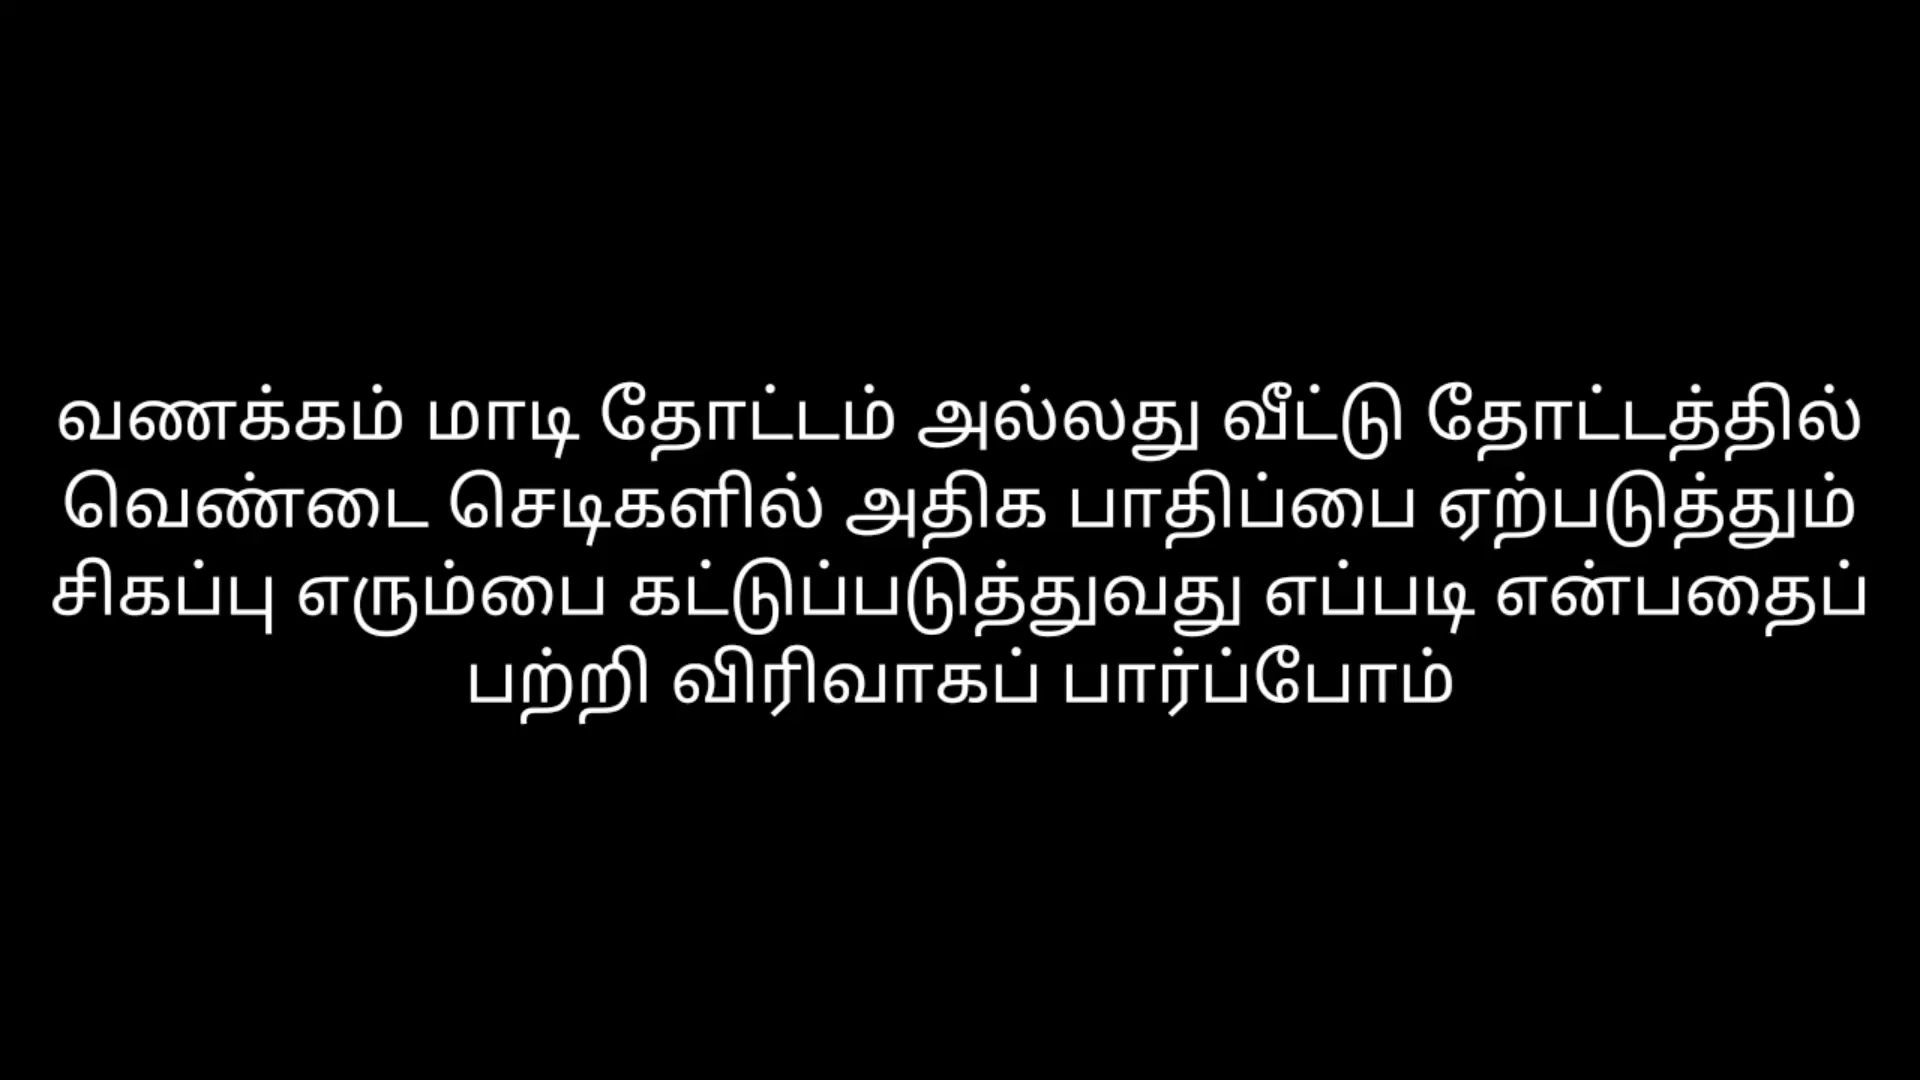 வணக்கம் மாடி தோட்டம் அல்லது வீட்டு தோட்டத்தில்
வெண்டை செடிகளில் அதிக பாதிப்பை ஏற்படுத்தும்
சிகப்பு எரும்பை கட்டுப்படுத்துவது எப்படி என்பதைப்
பற்றி விரிவாகப் பார்ப்போம்